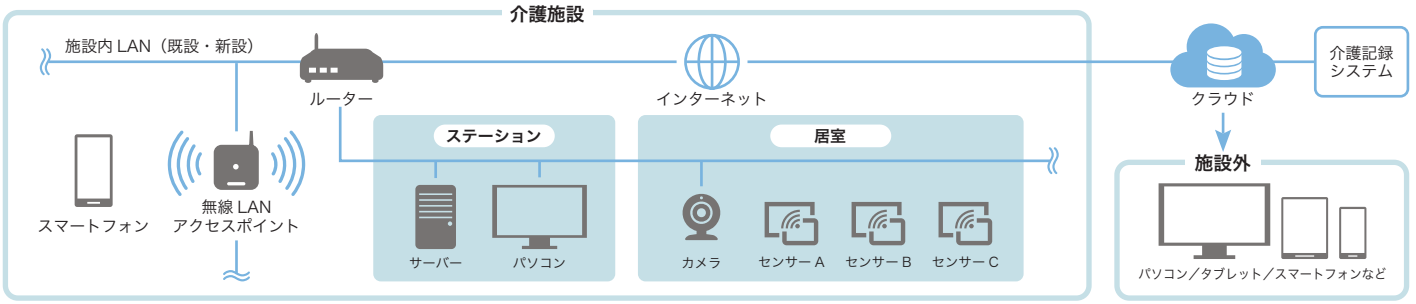 介護施設
施設内 LAN（既設・新設）
ルーター
インターネット
クラウド
介護記録
システム
ステーション
居室
施設外
スマートフォン
無線 LAN
アクセスポイント
サーバー
パソコン
カメラ
センサー A
センサー B
センサー C
パソコン／タブレット／スマートフォンなど